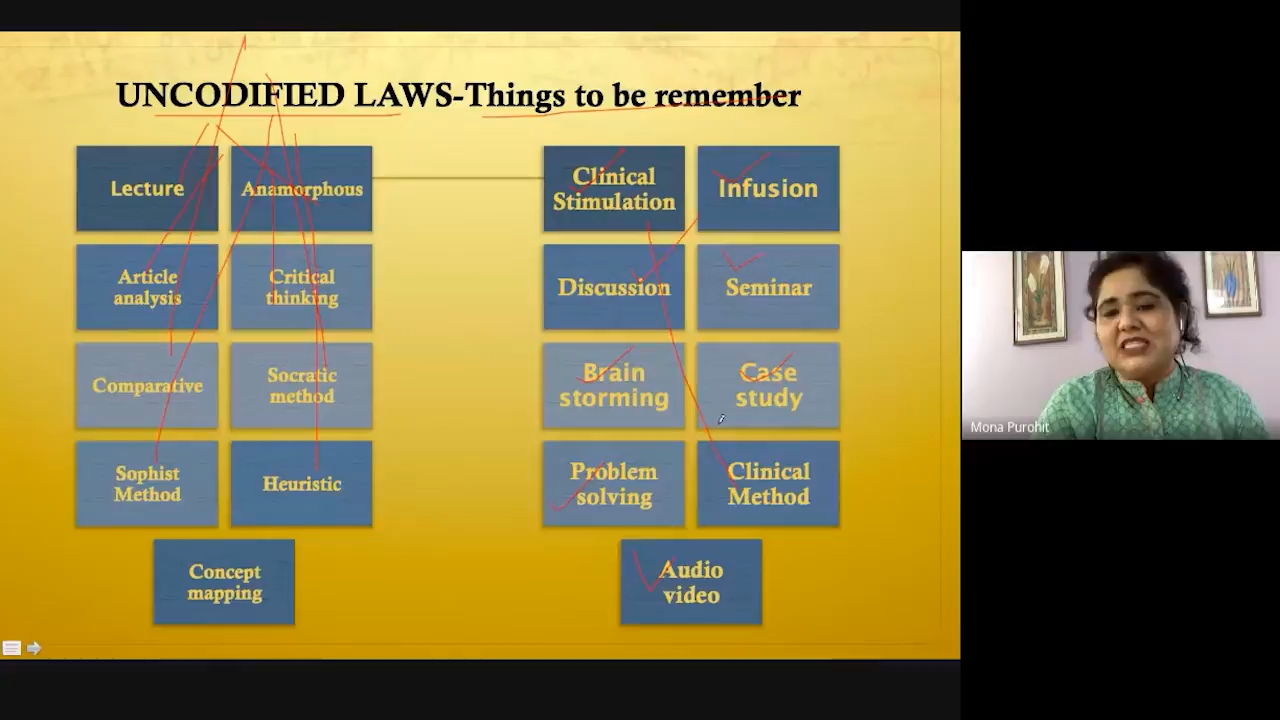 UNCODIFIED LAWS-Things to be remember
Lecture
Anamorphous
Article
analysis
Critical
thinking
Comparative
Socratic
method
Sophist
Method
Heuristic
Concept
mapping
Clinical
Stimulation
Infusion
Discussion
Seminar
Brain
storming
Case
study
Problem
solving
Clinical
Method
Audio
video
Mona Purohit